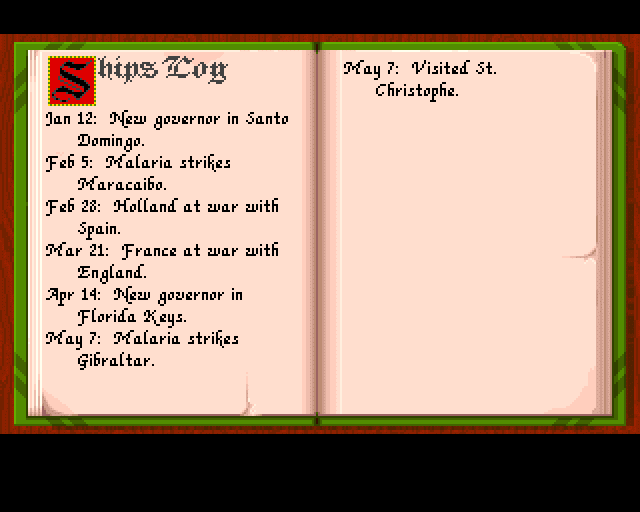 Ships Log
Jan 12: New governor in Santo
Domingo.
Feb 5: Malaria strikes
Maracaibo.
Feb 28: Holland at war with
Spain.
Mar 21: France at war with
England.
Apr 14: New governor in
Florida Keys.
May 7: Malaria strikes
Gibraltar.
May 7: Visited St.
Christophe.